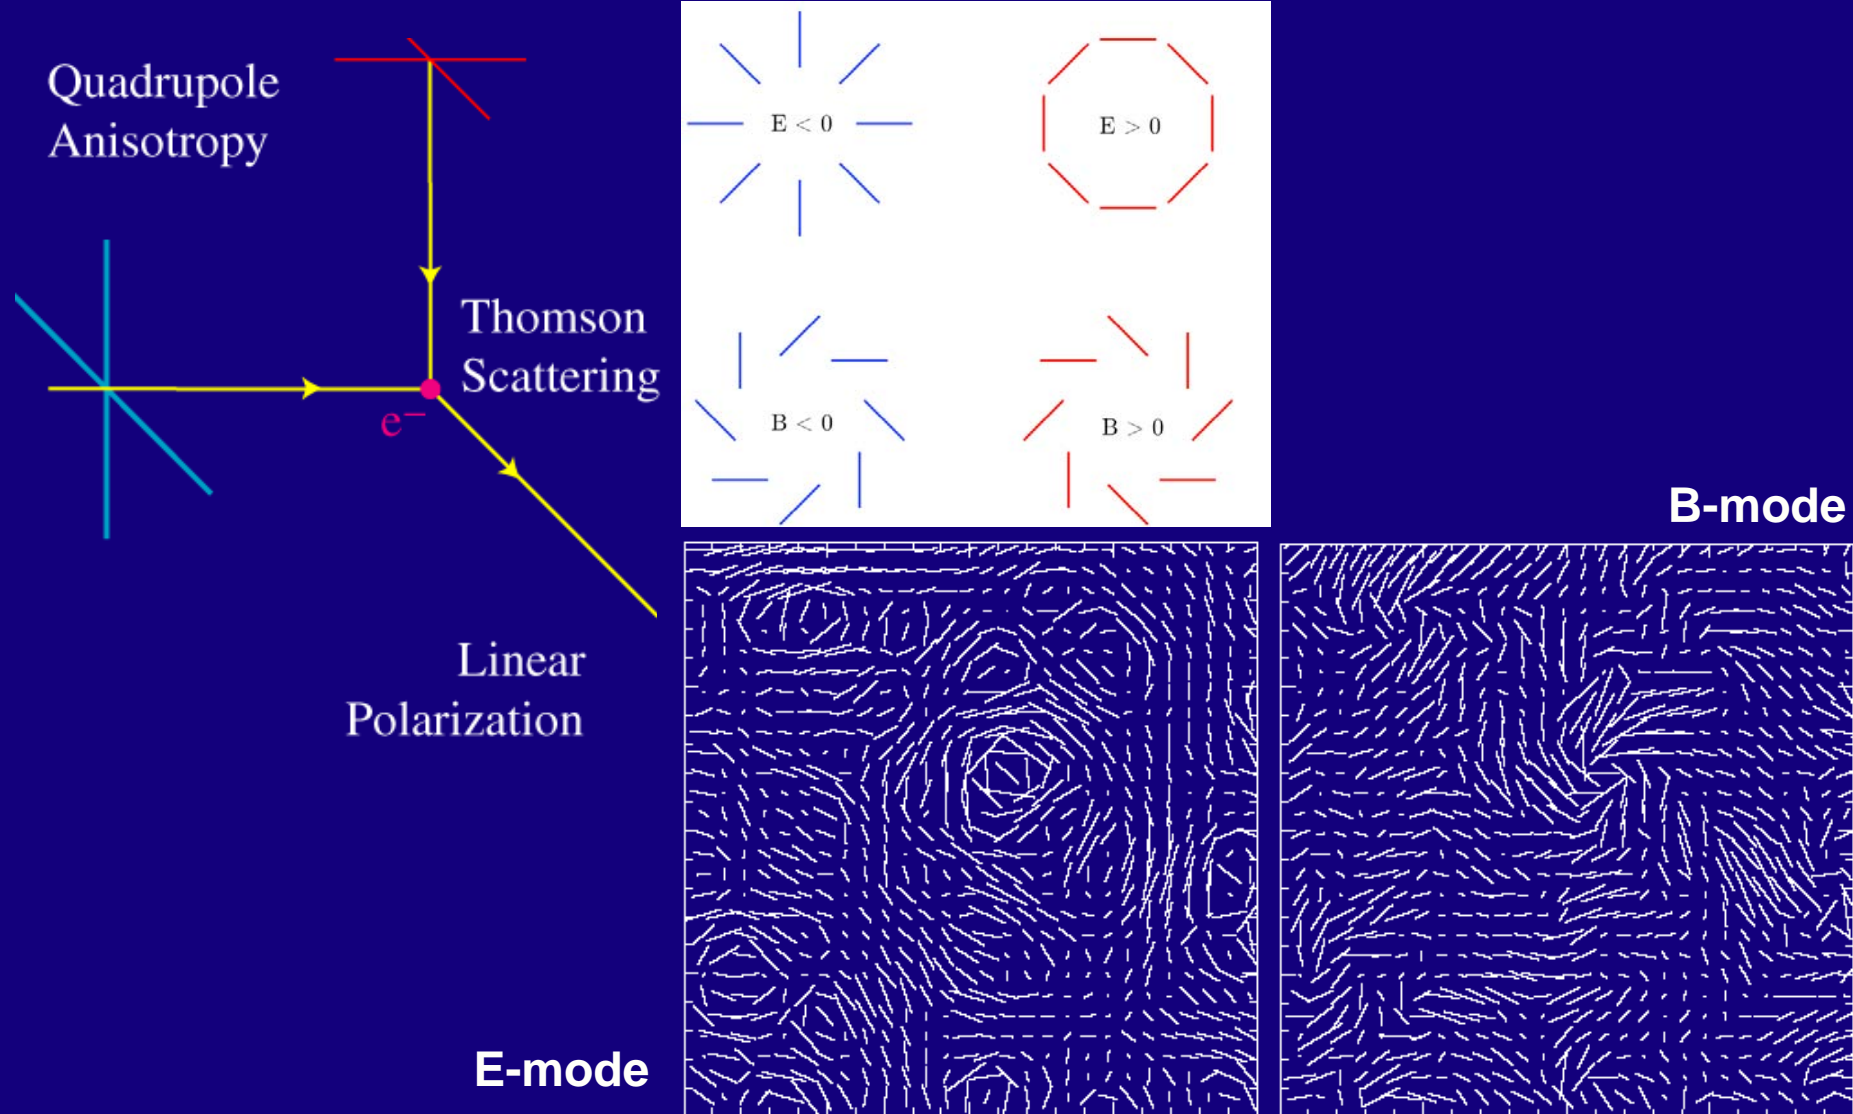 Quadrupole
Anisotropy
Thomson
Scattering
e⁻
Linear
Polarization
E < 0
E > 0
B < 0
B > 0
B-mode
E-mode